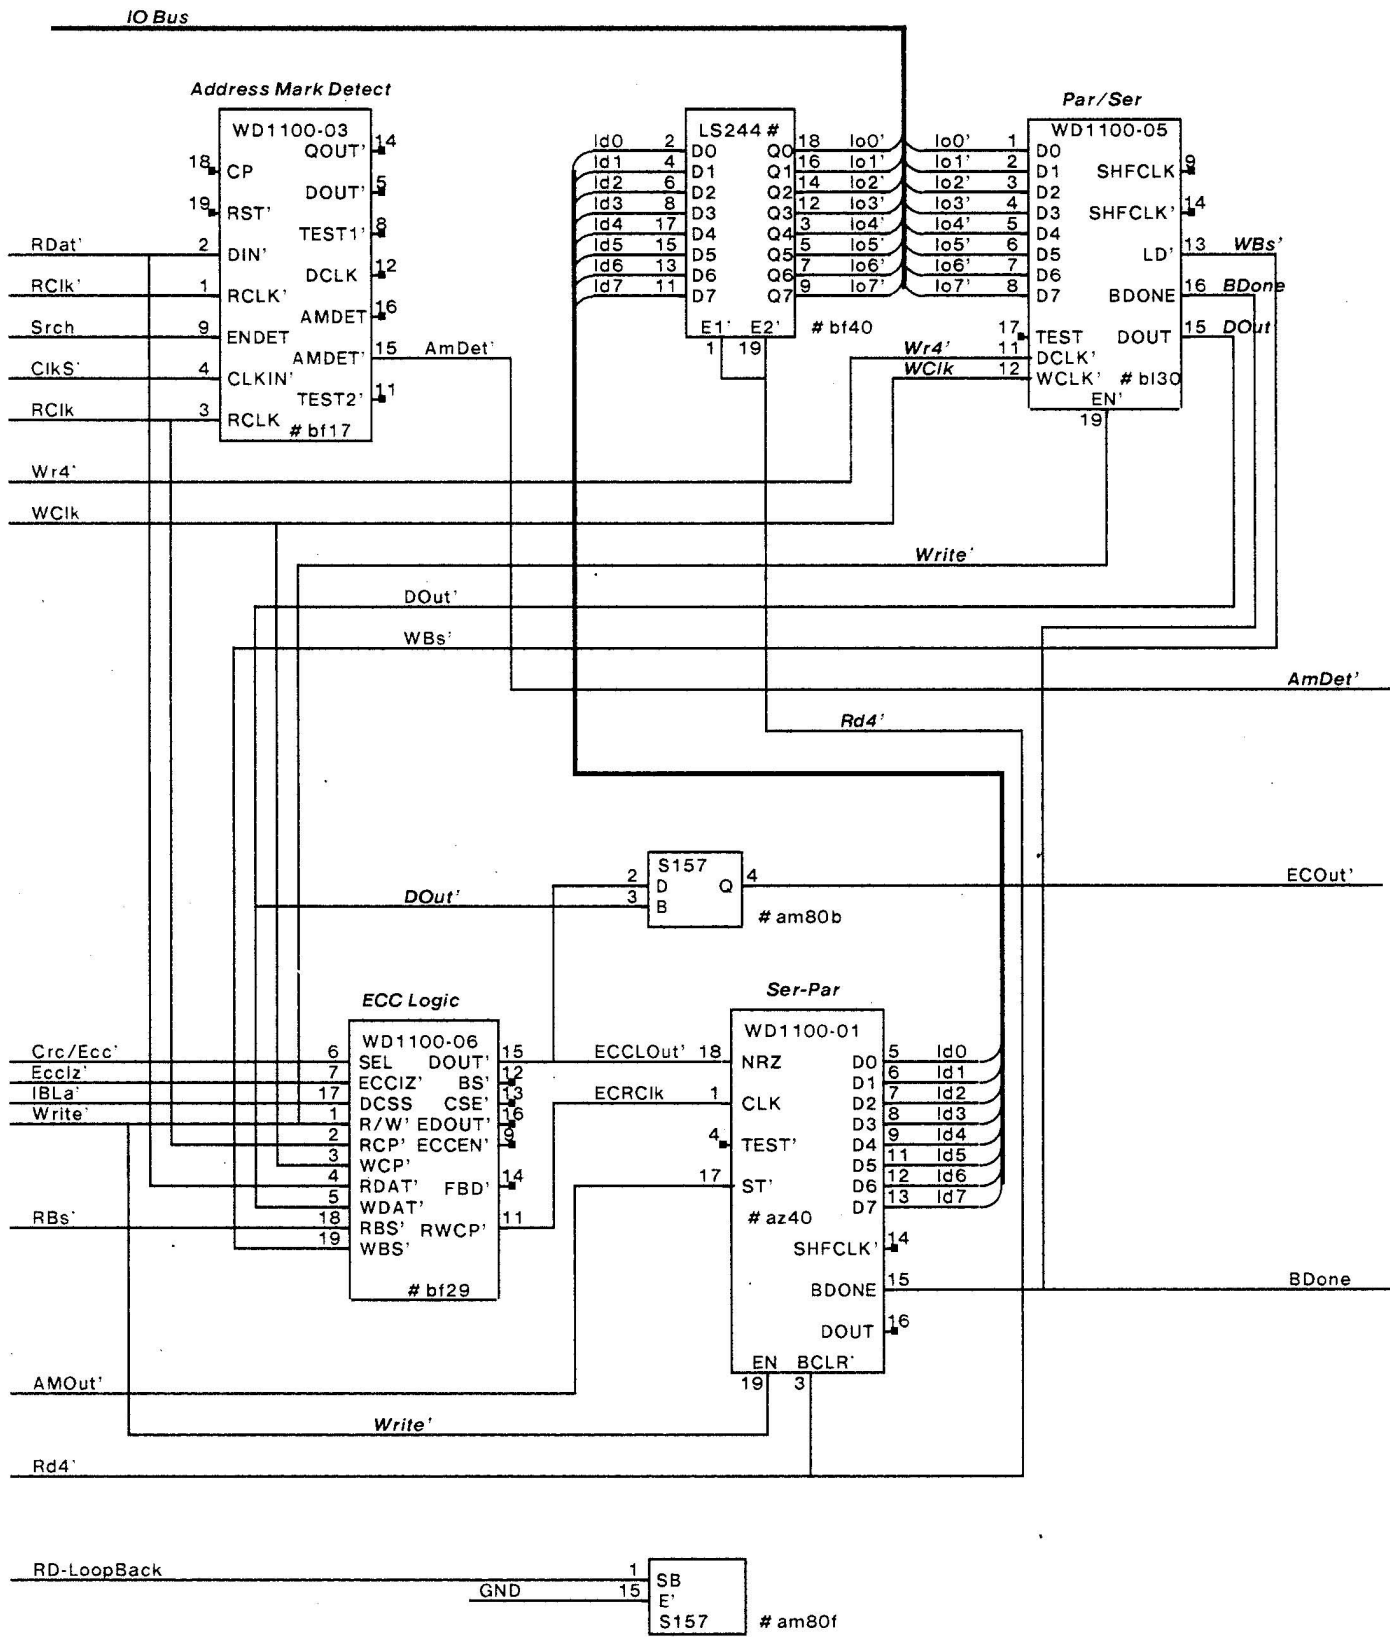 IO Bus
Address Mark Detect
WD1100-03
QOUT' 14
18 CP
DOUT' 5
19 RST'
TEST1' 8
RDat' 2 DIN'
DCLK 12
RClk' 1 RCLK'
AMDET 16
Srch 9 ENDET
AMDET' 15 AmDet'
ClkS' 4 CLKIN'
TEST2' 11
RClk 3 RCLK
# bf17
LS244 #
Id0 2 D0 Q0 18 Io0'
Id1 4 D1 Q1 16 Io1'
Id2 6 D2 Q2 14 Io2'
Id3 8 D3 Q3 12 Io3'
Id4 17 D4 Q4 3 Io4'
Id5 15 D5 Q5 5 Io5'
Id6 13 D6 Q6 7 Io6'
Id7 11 D7 Q7 9 Io7'
E1' E2'
1 19
# bf40
Par/Ser
WD1100-05
Io0' 1 D0
Io1' 2 D1 SHFCLK 9
Io2' 3 D2
Io3' 4 D3 SHFCLK' 14
Io4' 5 D4
Io5' 6 D5 LD' 13 WBs'
Io6' 7 D6
Io7' 8 D7 BDONE 16 BDone
17 TEST DOUT 15 DOut'
Wr4' 11 DCLK'
WClk 12 WCLK' # bl30
EN'
19
Wr4'
WClk
Write'
DOut'
WBs'
AmDet'
Rd4'
S157
2 D Q 4 ECOut'
DOut' 3 B
# am80b
ECC Logic
WD1100-06
Crc/Ecc' 6 SEL DOUT' 15 ECCLOut'
EccIz' 7 ECCIZ' BS' 12
IBLa' 17 DCSS CSE' 13
Write' 1 R/W' EDOUT' 16
2 RCP' ECCEN' 9
3 WCP'
4 RDAT' FBD' 14
5 WDAT'
RBs' 18 RBS' RWCP' 11 ECRClk
19 WBS'
# bf29
Ser-Par
WD1100-01
18 NRZ D0 5 Id0
D1 6 Id1
1 CLK D2 7 Id2
D3 8 Id3
4 TEST' D4 9 Id4
D5 11 Id5
17 ST' D6 12 Id6
D7 13 Id7
# az40
SHFCLK' 14
BDONE 15 BDone
DOUT 16
EN BCLR'
19 3
AMOut'
Write'
Rd4'
RD-LoopBack 1 SB
GND 15 E'
S157 # am80f